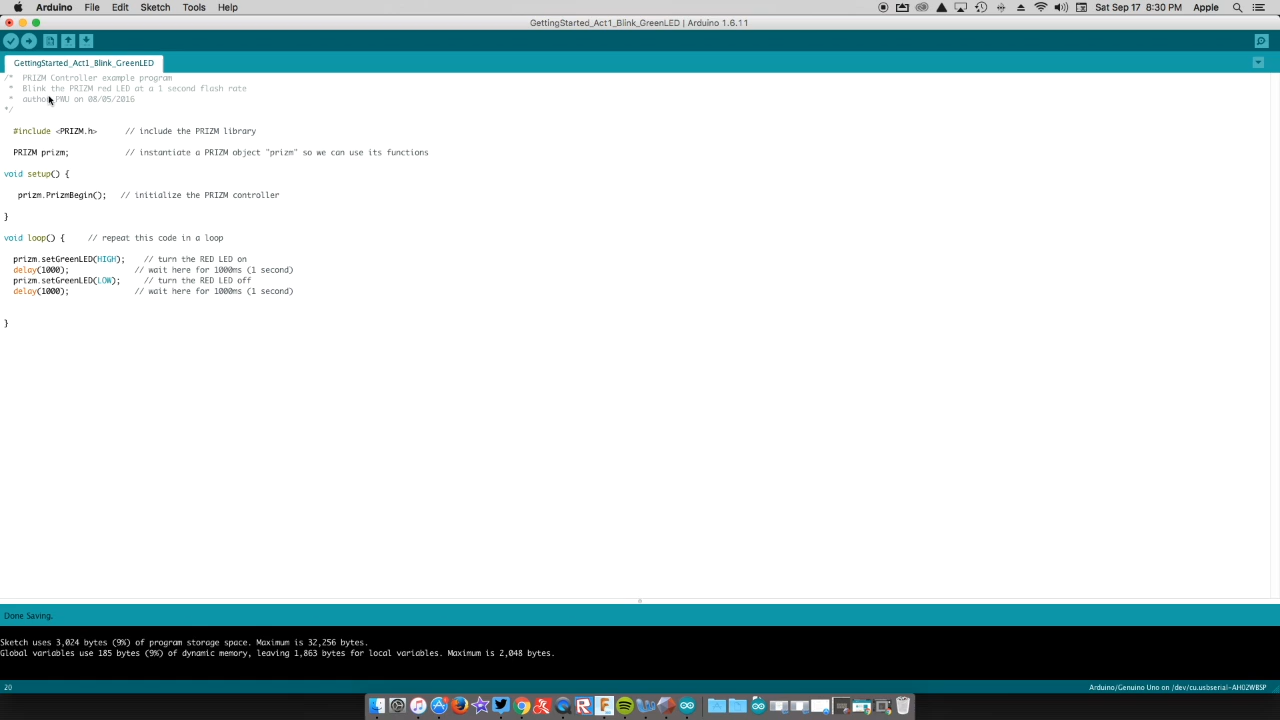 Arduino File Edit Sketch Tools Help Sat Sep 17 8:30 PM Apple
GettingStarted_Act1_Blink_GreenLED | Arduino 1.6.11
GettingStarted_Act1_Blink_GreenLED
/* PRIZM Controller example program
* Blink the PRIZM red LED at a 1 second flash rate
* author PWU on 08/05/2016
*/
#include <PRIZM.h> // include the PRIZM library
PRIZM prizm; // instantiate a PRIZM object "prizm" so we can use its functions
void setup() {
prizm.PrizmBegin(); // initialize the PRIZM controller
}
void loop() { // repeat this code in a loop
prizm.setGreenLED(HIGH); // turn the RED LED on
delay(1000); // wait here for 1000ms (1 second)
prizm.setGreenLED(LOW); // turn the RED LED off
delay(1000); // wait here for 1000ms (1 second)
}
Done Saving.
Sketch uses 3,024 bytes (9%) of program storage space. Maximum is 32,256 bytes.
Global variables use 185 bytes (9%) of dynamic memory, leaving 1,863 bytes for local variables. Maximum is 2,048 bytes.
20 Arduino/Genuino Uno on /dev/cu.usbserial-AH02WBSP